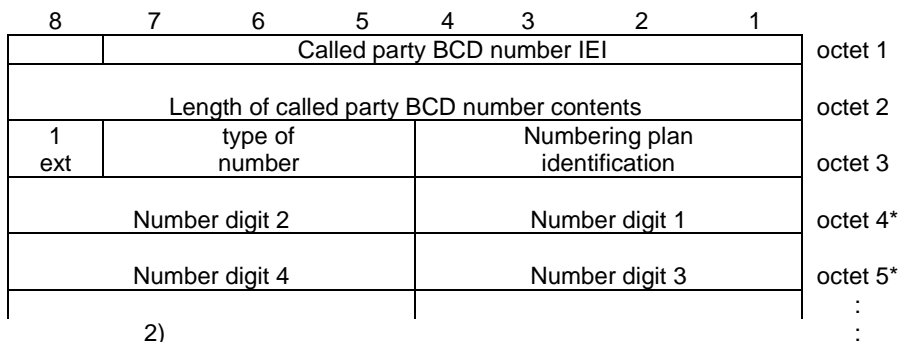 8 7 6 5 4 3 2 1
Called party BCD number IEI octet 1
Length of called party BCD number contents octet 2
1 type of Numbering plan
ext number identification octet 3
Number digit 2 Number digit 1 octet 4*
Number digit 4 Number digit 3 octet 5*
:
2) :